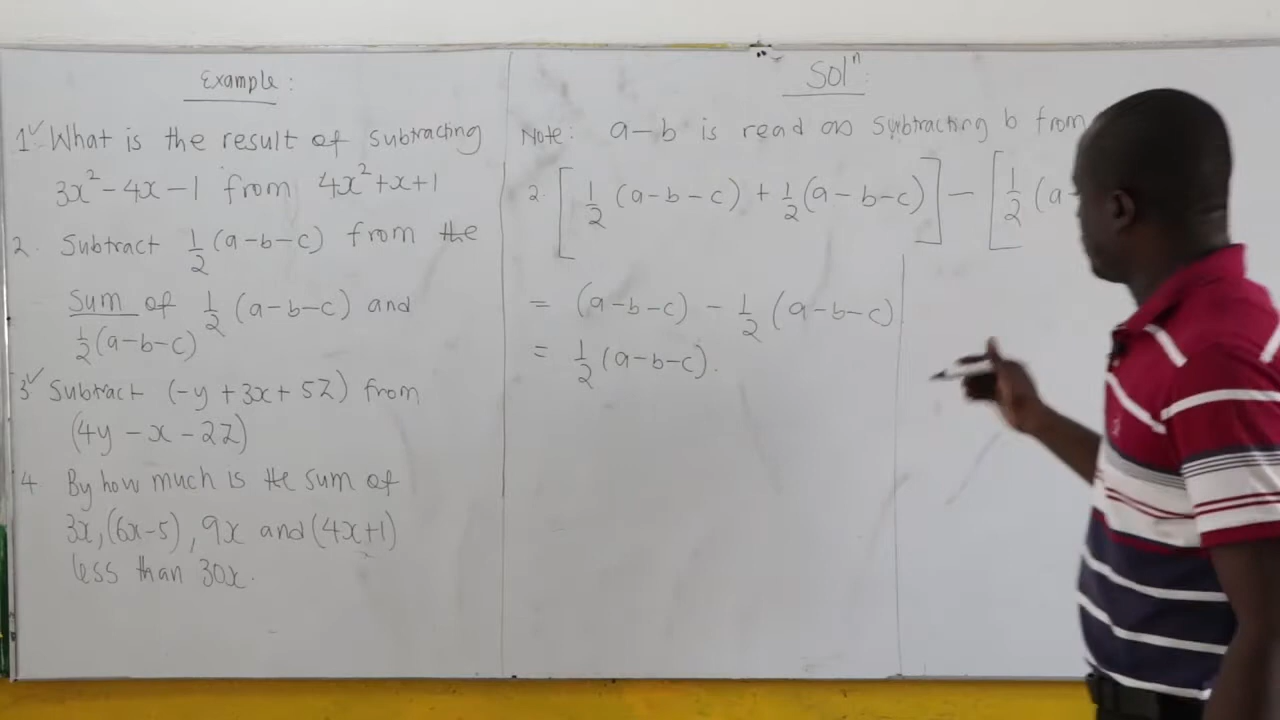 Example:
1. What is the result of subtracting
3x² - 4x - 1 from 4x² + x + 1
2. Subtract ½ (a - b - c) from the
Sum of ½ (a - b - c) and
½ (a - b - c)
3. Subtract (-y + 3x + 5Z) from
(4y - x - 2Z)
4. By how much is the sum of
3x, (6x - 5), 9x and (4x + 1)
less than 30x.
Solⁿ:
Note: a - b is read as subtracting b from
2. [½ (a - b - c) + ½ (a - b - c)] - [½ (a -
= (a - b - c) - ½ (a - b - c)
= ½ (a - b - c).